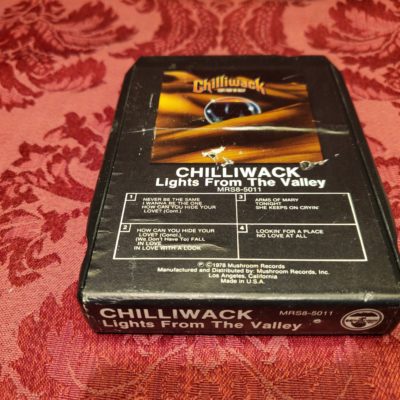 Chilliwack
CHILLIWACK
Lights From The Valley
MRS8-5011
1 NEVER BE THE SAME
I WANNA BE THE ONE
HOW CAN YOU HIDE YOUR
LOVE? (Cont.)
2 HOW CAN YOU HIDE YOUR
LOVE? (Concl.)
(We Don't Have To) FALL
IN LOVE
IN LOVE WITH A LOOK
3 ARMS OF MARY
TONIGHT
SHE KEEPS ON CRYIN'
4 LOOKIN' FOR A PLACE
NO LOVE AT ALL
℗ © 1978 Mushroom Records
Manufactured and Distributed by: Mushroom Records, Inc.
Los Angeles, California
Made in U.S.A.
CHILLIWACK
MRS8-5011
Lights From The Valley